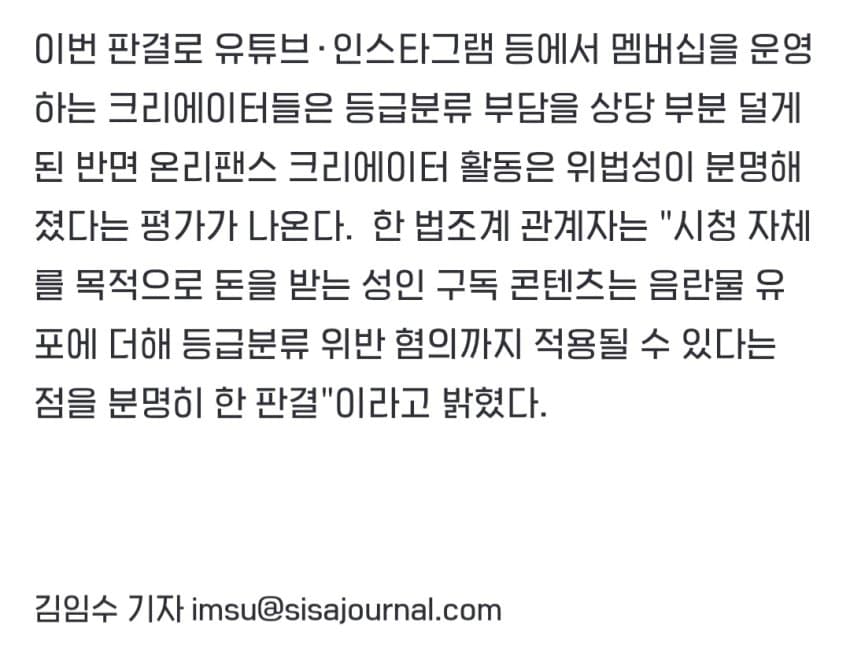 이번 판결로 유튜브·인스타그램 등에서 멤버십을 운영
하는 크리에이터들은 등급분류 부담을 상당 부분 덜게
된 반면 온리팬스 크리에이터 활동은 위법성이 분명해
졌다는 평가가 나온다. 한 법조계 관계자는 "시청 자체
를 목적으로 돈을 받는 성인 구독 콘텐츠는 음란물 유
포에 더해 등급분류 위반 혐의까지 적용될 수 있다는
점을 분명히 한 판결"이라고 밝혔다.
김임수 기자 imsu@sisajournal.com